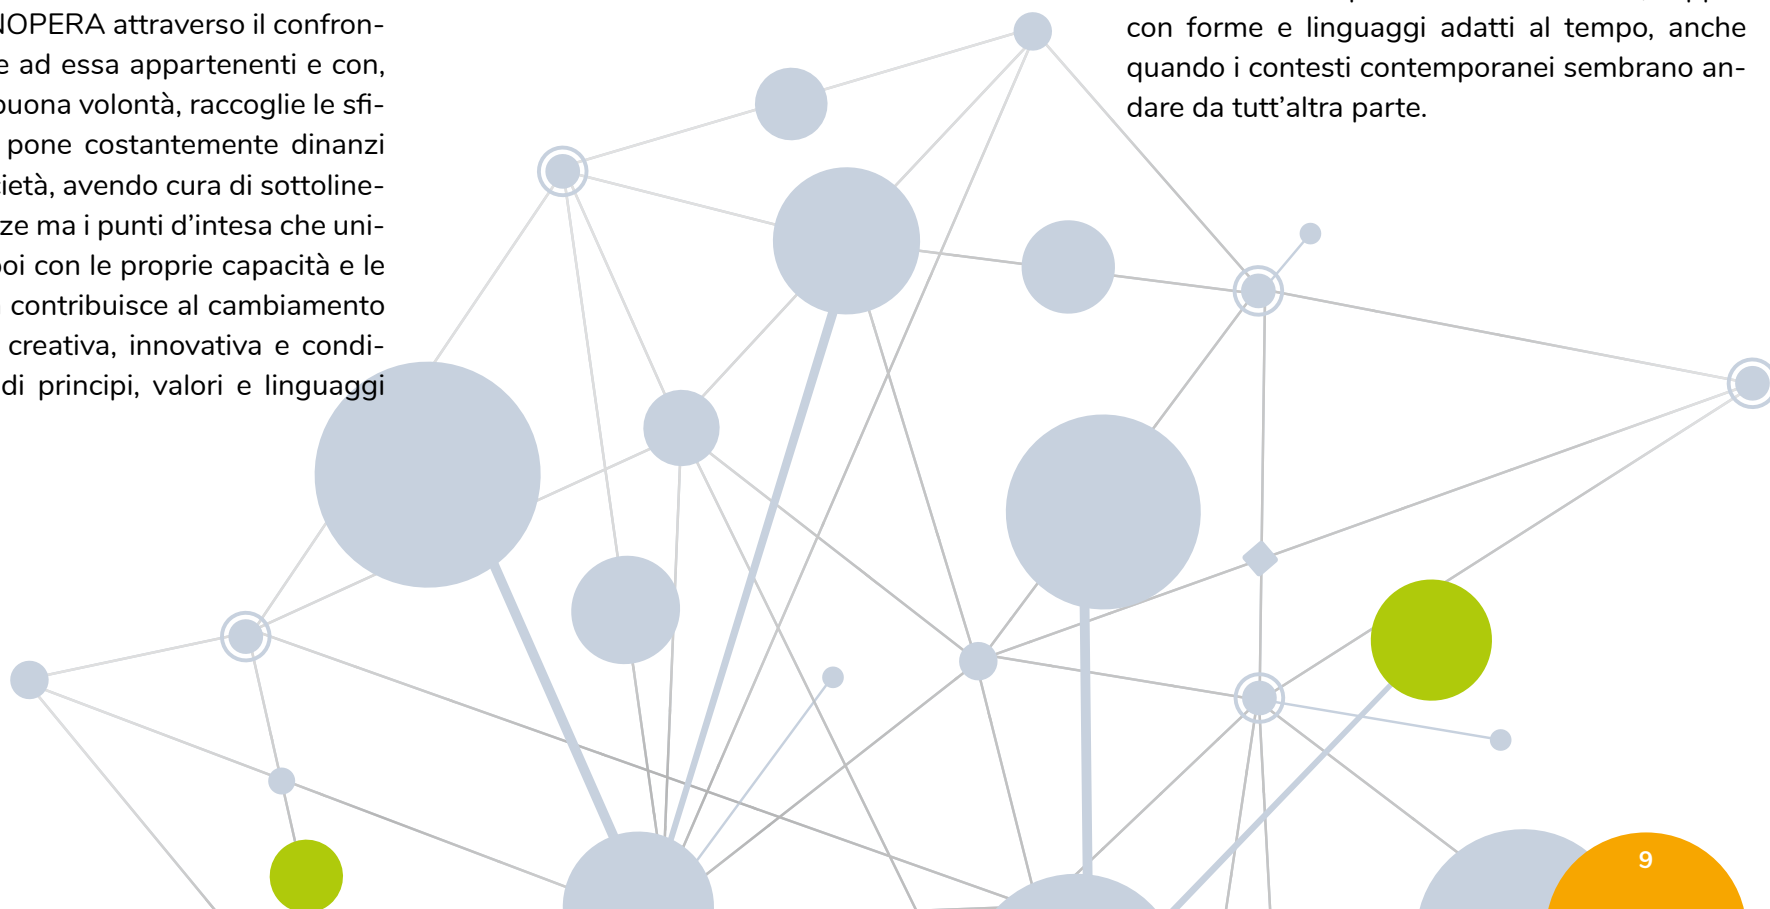 NOPERA attraverso il confron-
e ad essa appartenenti e con,
buona volontà, raccoglie le sfi-
pone costantemente dinanzi
ietà, avendo cura di sottoline-
ze ma i punti d’intesa che uni-
poi con le proprie capacità e le
contribuisce al cambiamento
creativa, innovativa e condi-
di principi, valori e linguaggi
con forme e linguaggi adatti al tempo, anche
quando i contesti contemporanei sembrano an-
dare da tutt’altra parte.
9